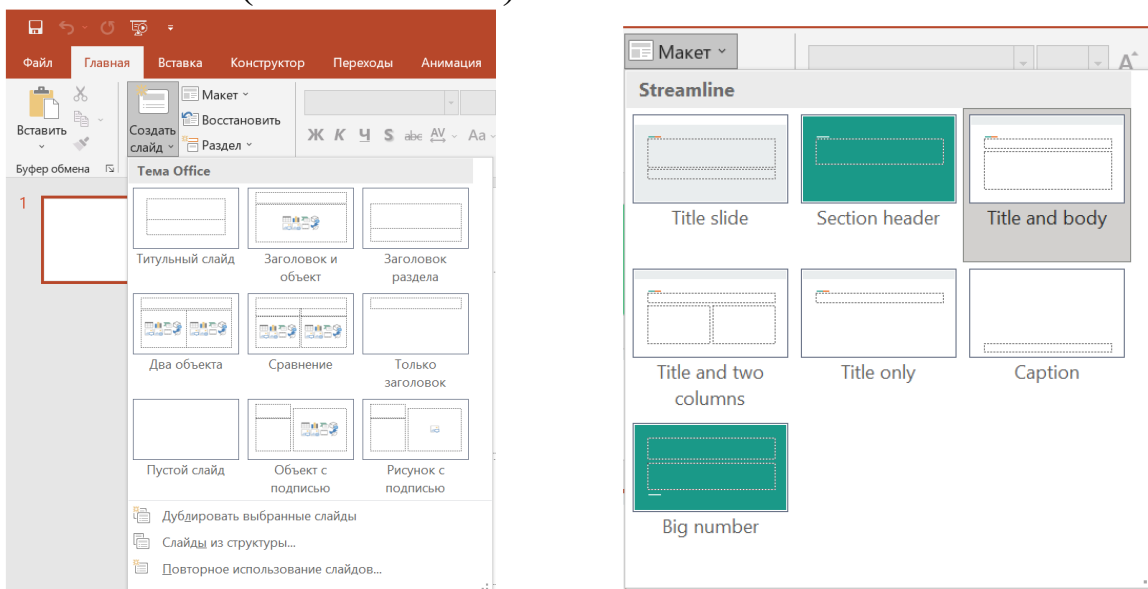 Файл Главная Вставка Конструктор Переходы Анимация
Вставить
Создать слайд
Макет
Восстановить
Раздел
Ж К Ч S abc AV Aa
Буфер обмена
1
Тема Office
Титульный слайд
Заголовок и
объект
Заголовок
раздела
Два объекта
Сравнение
Только
заголовок
Пустой слайд
Объект с
подписью
Рисунок с
подписью
Дублировать выбранные слайды
Слайды из структуры...
Повторное использование слайдов...
Макет
A
Streamline
Title slide
Section header
Title and body
Title and two
columns
Title only
Caption
Big number